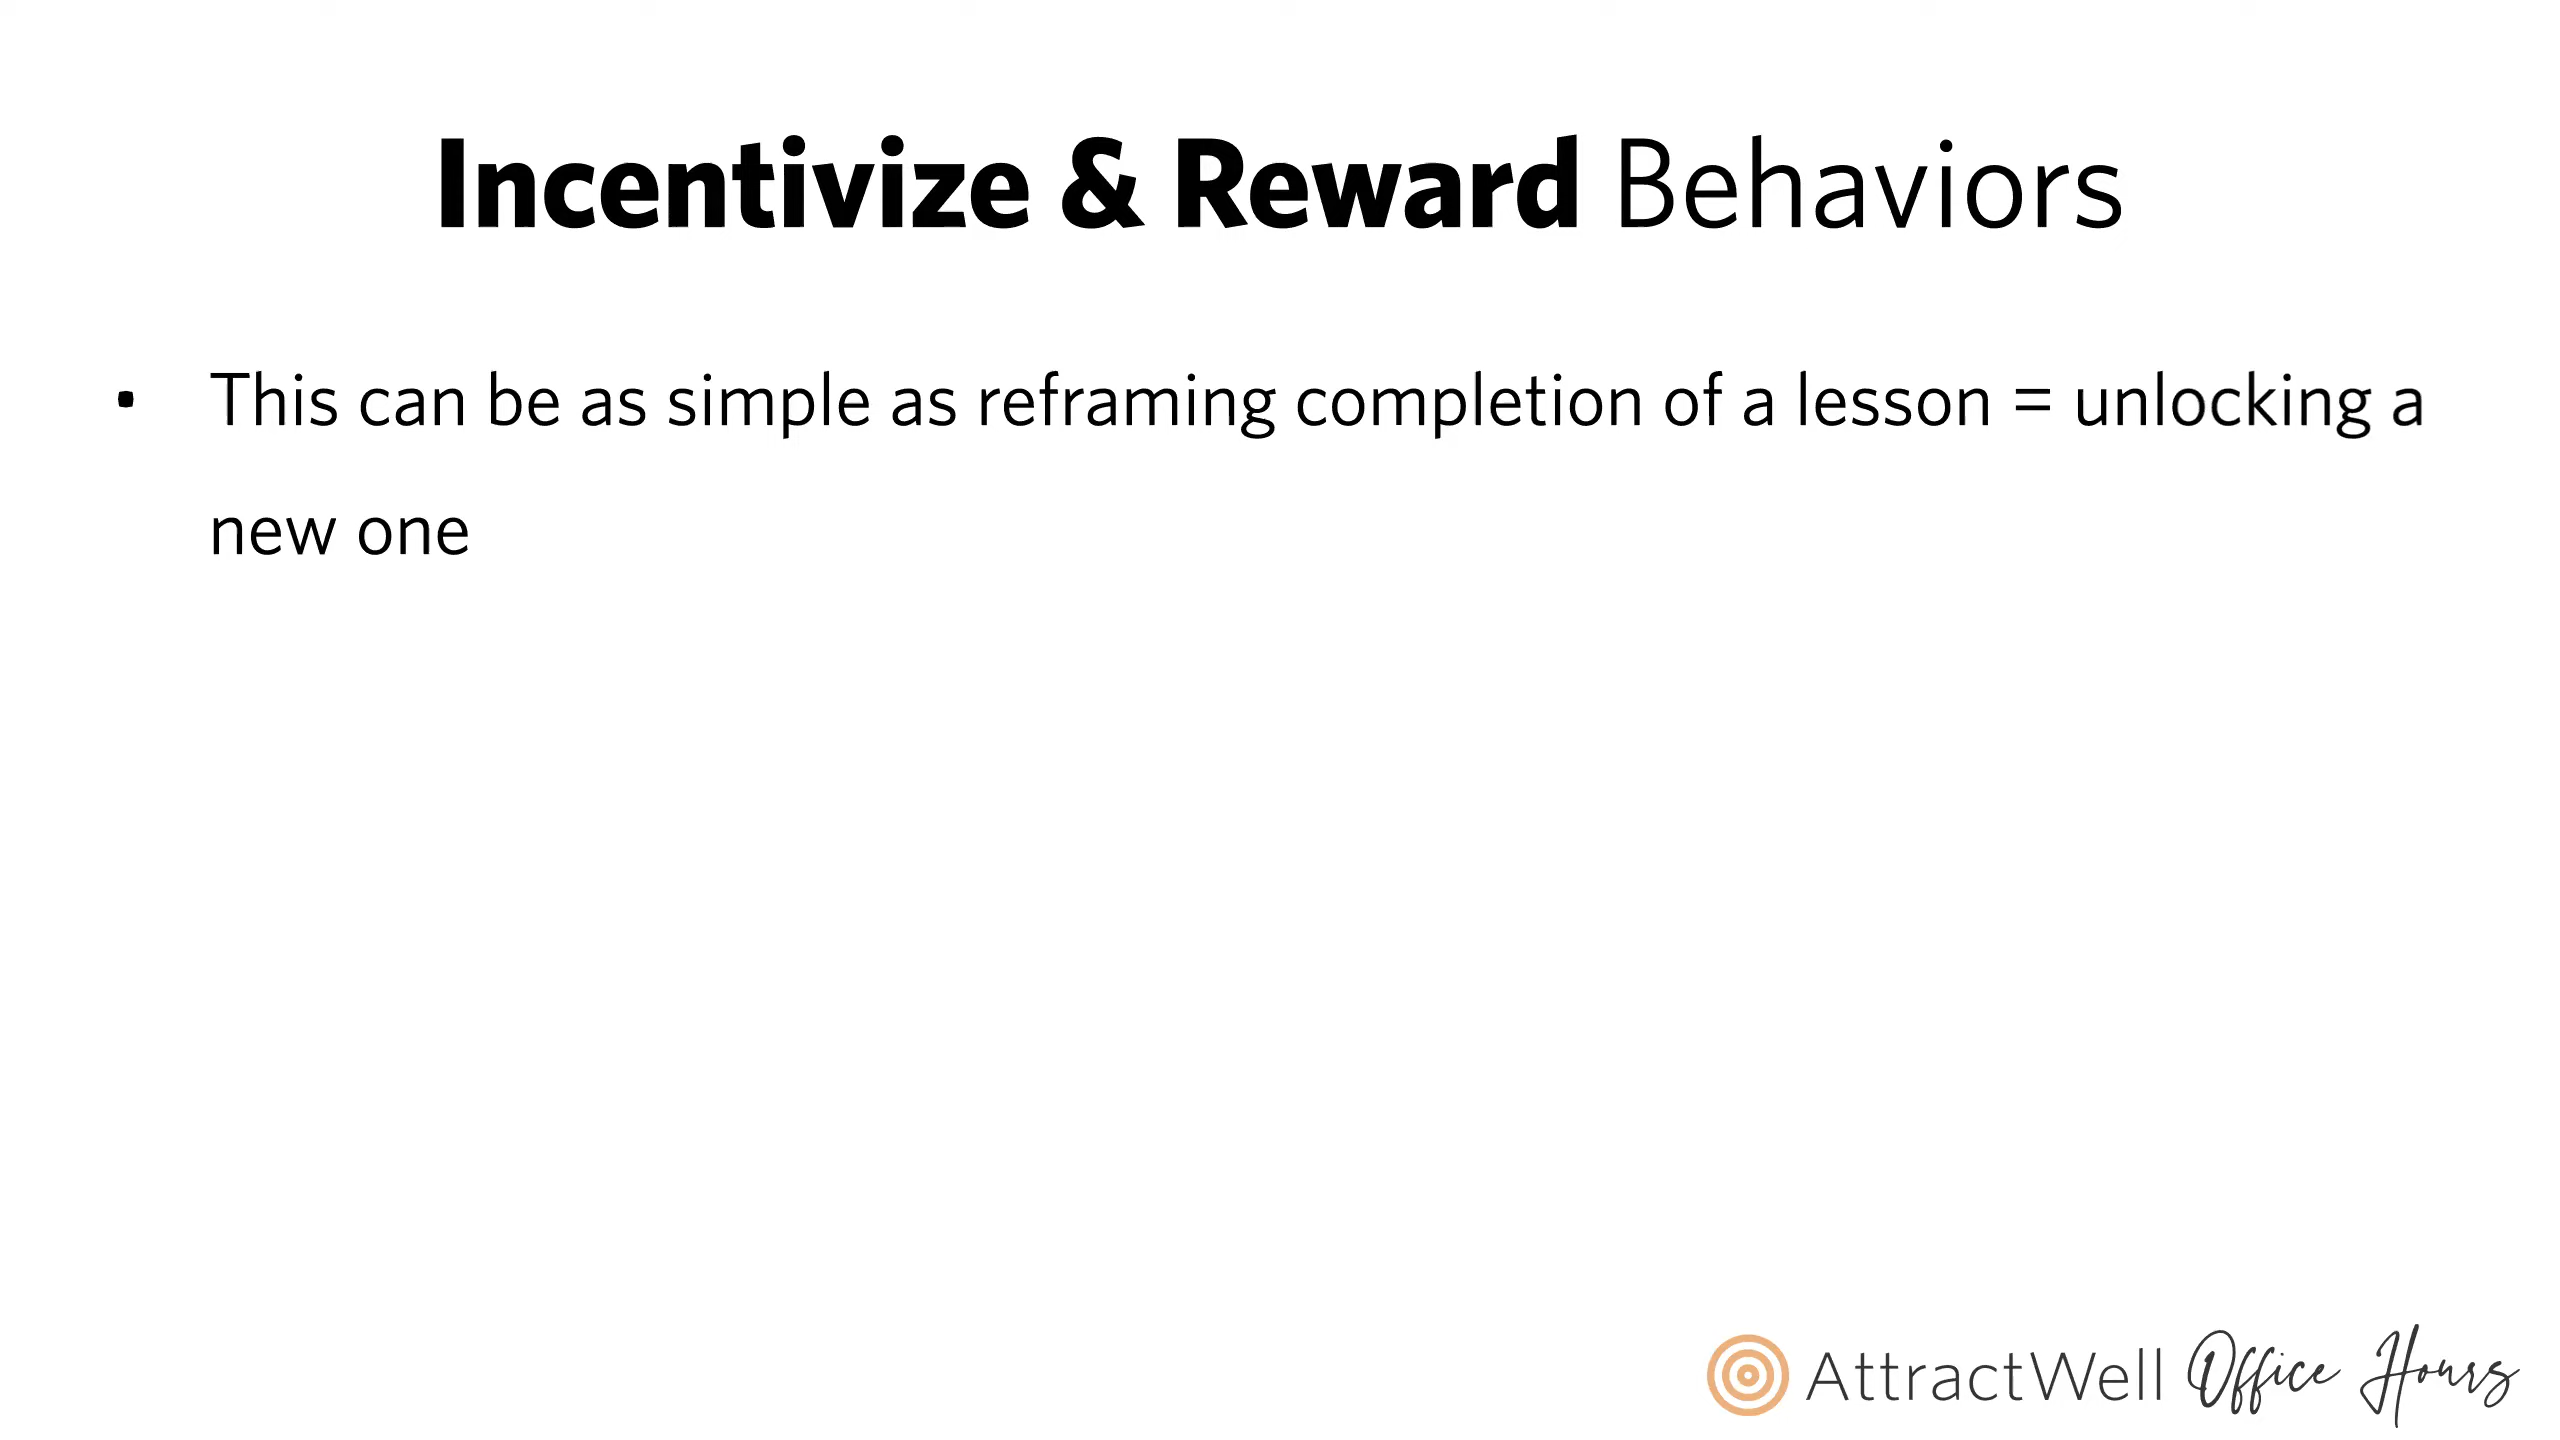 Incentivize & Reward Behaviors
▪ This can be as simple as reframing completion of a lesson = unlocking a
new one
AttractWell Office Hours